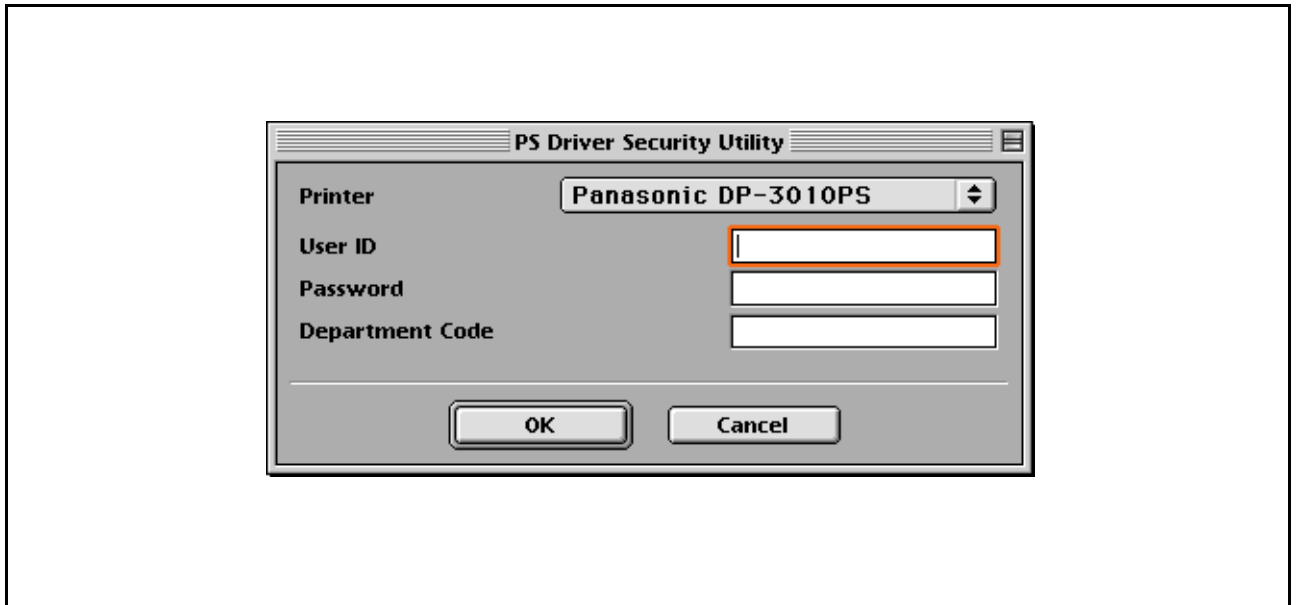 PS Driver Security Utility
Printer Panasonic DP-3010PS
User ID
Password
Department Code
OK Cancel